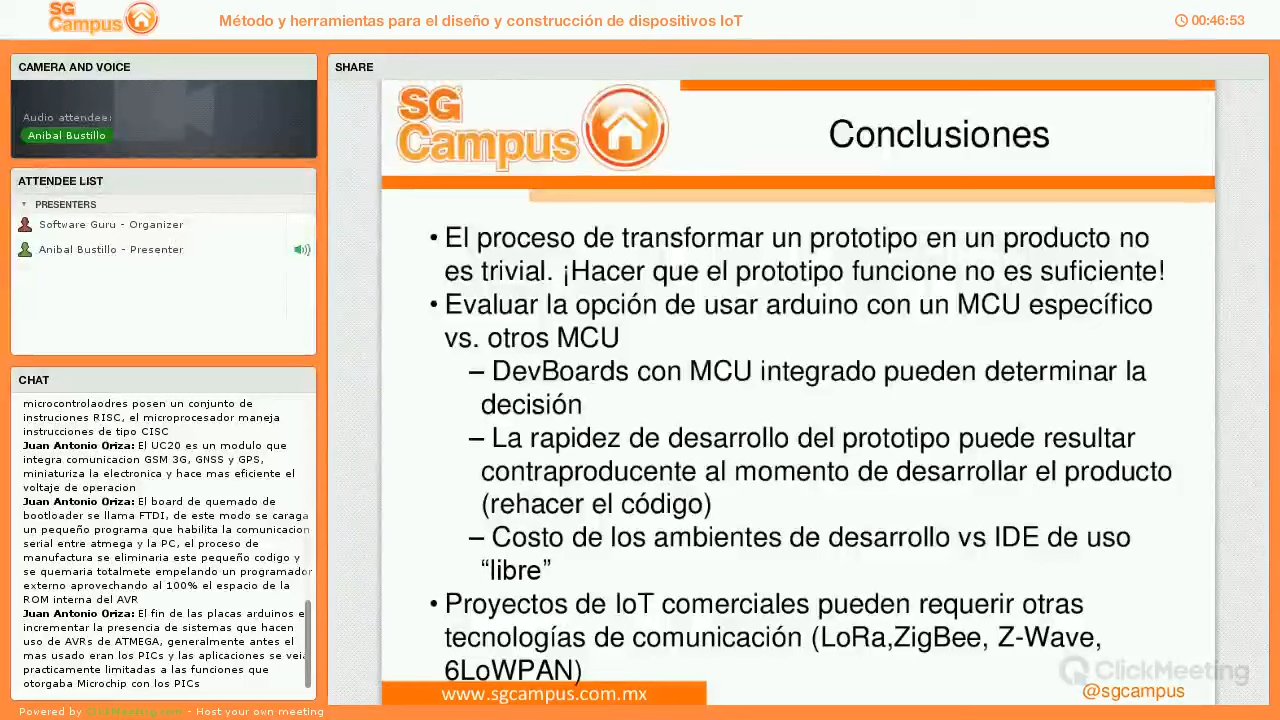 SG Campus
Método y herramientas para el diseño y construcción de dispositivos IoT
00:46:53
CAMERA AND VOICE
Audio attendee:
Anibal Bustillo
ATTENDEE LIST
PRESENTERS
Software Guru - Organizer
Anibal Bustillo - Presenter
CHAT
microcontrolaodres posen un conjunto de
instruciones RISC, el microprocesador maneja
instrucciones de tipo CISC
Juan Antonio Oriza: El UC20 es un modulo que
integra comunicacion GSM 3G, GNSS y GPS,
miniaturiza la electronica y hace mas eficiente el
voltaje de operacion
Juan Antonio Oriza: El board de quemado de
bootloader se llama FTDI, de este modo se caraga
un pequeño programa que habilita la comunicacion
serial entre atmega y la PC, el proceso de
manufactura se eliminaria este pequeño codigo y
se quemaria totalmete empelando un programador
externo aprovechando al 100% el espacio de la
ROM interna del AVR
Juan Antonio Oriza: El fin de las placas arduinos e
incrementar la presencia de sistemas que hacen
uso de AVRs de ATMEGA, generalmente antes el
mas usado eran los PICs y las aplicaciones se veia
practicamente limitadas a las funciones que
otorgaba Microchip con los PICs
SHARE
SG Campus
Conclusiones
• El proceso de transformar un prototipo en un producto no
es trivial. ¡Hacer que el prototipo funcione no es suficiente!
• Evaluar la opción de usar arduino con un MCU específico
vs. otros MCU
– DevBoards con MCU integrado pueden determinar la
decisión
– La rapidez de desarrollo del prototipo puede resultar
contraproducente al momento de desarrollar el producto
(rehacer el código)
– Costo de los ambientes de desarrollo vs IDE de uso
“libre”
• Proyectos de IoT comerciales pueden requerir otras
tecnologías de comunicación (LoRa,ZigBee, Z-Wave,
6LoWPAN)
ClickMeeting
www.sgcampus.com.mx
@sgcampus
Powered by ClickMeeting.com - Host your own meeting